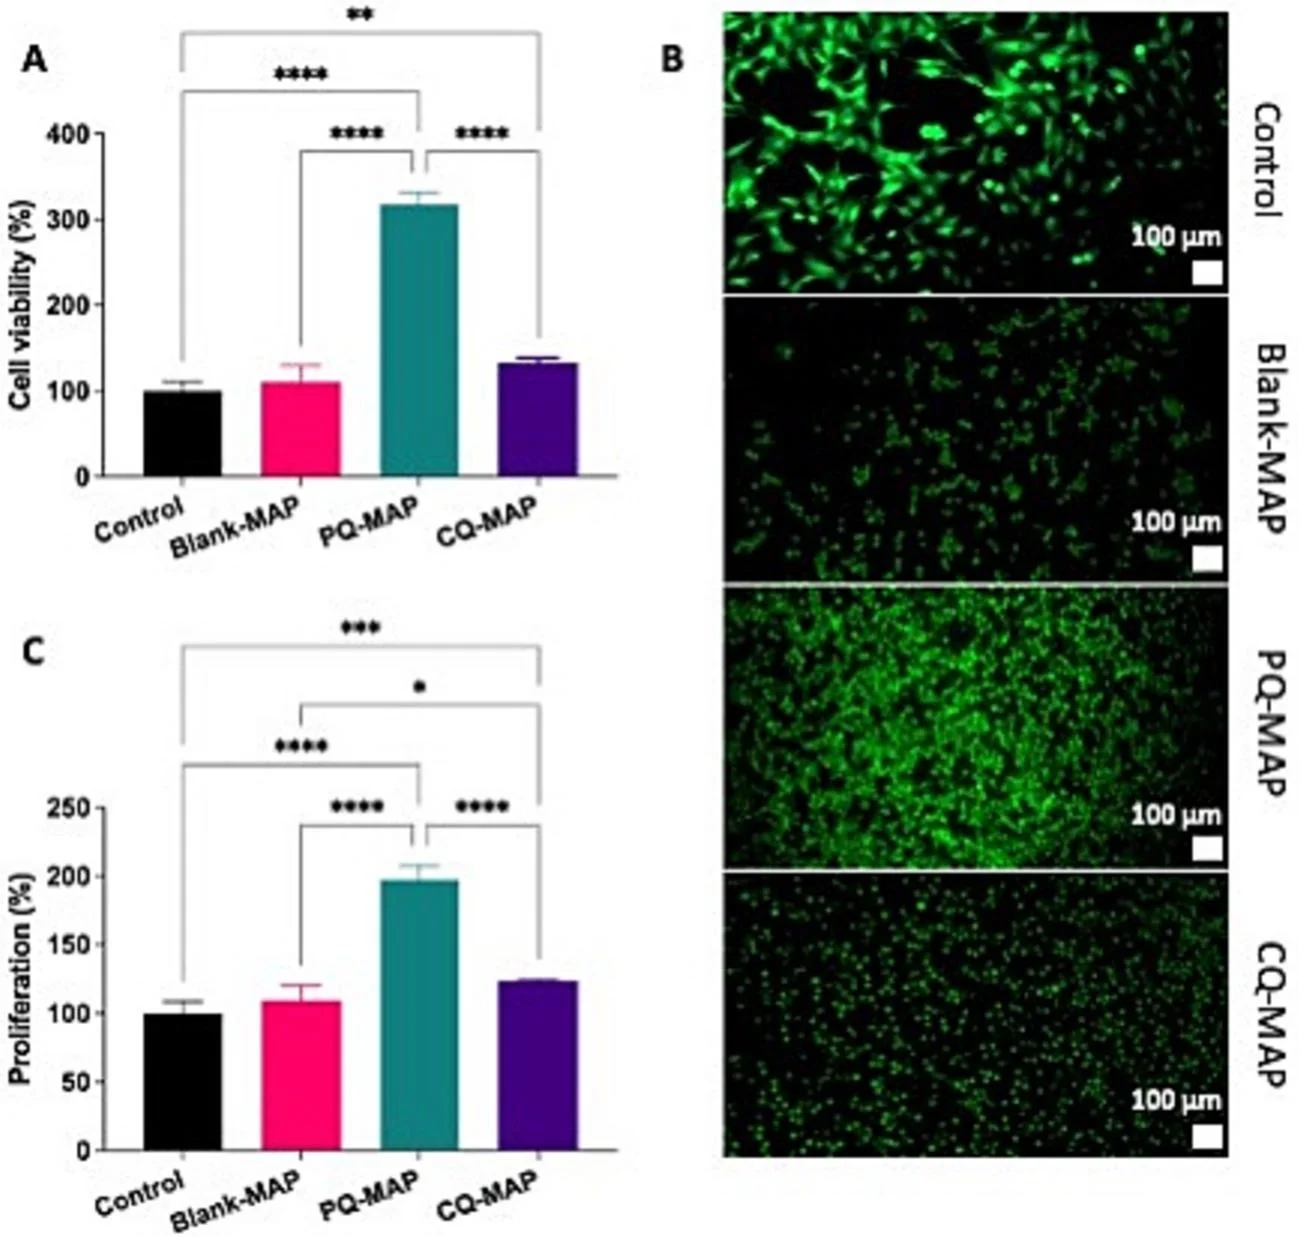 A
**
****
**** ****
400
300
200
100
0
Cell viability (%)
Control
Blank-MAP
PQ-MAP
CQ-MAP
B
100 µm
Control
100 µm
Blank-MAP
100 µm
PQ-MAP
100 µm
CQ-MAP
C
***
*
****
**** ****
250
200
150
100
50
0
Proliferation (%)
Control
Blank-MAP
PQ-MAP
CQ-MAP